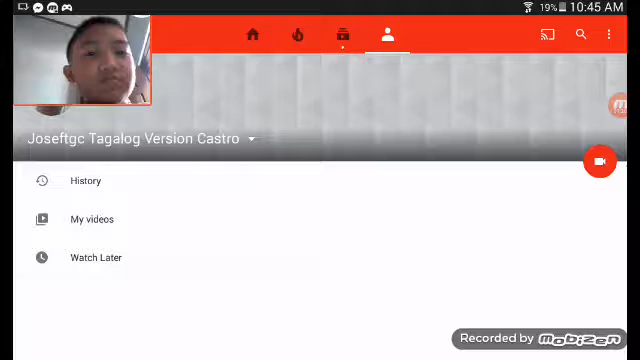 19% 10:45 AM
Joseftgc Tagalog Version Castro
History
My videos
Watch Later
Recorded by mobizen